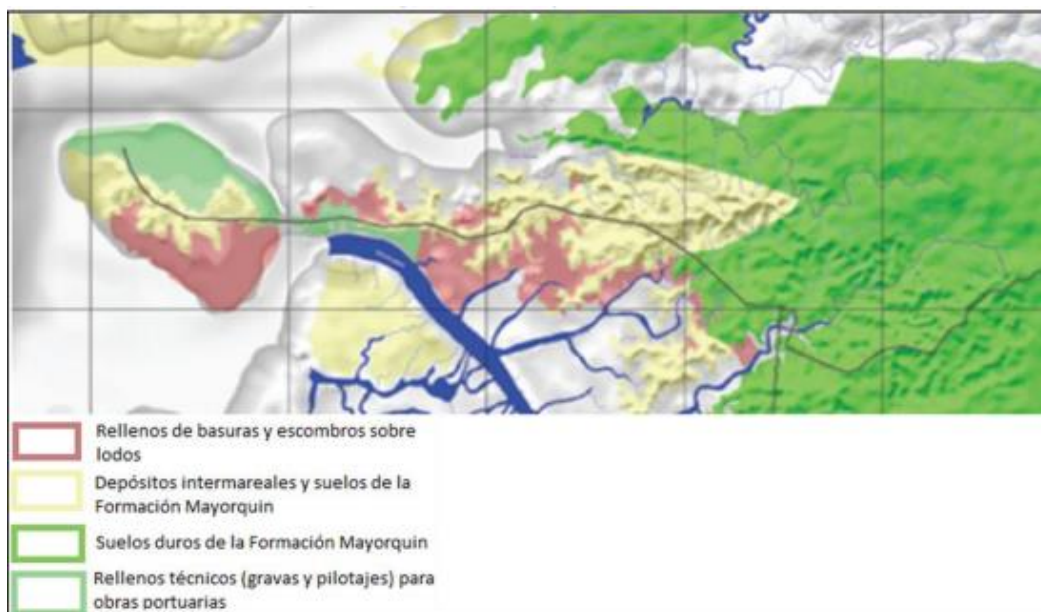 Rellenos de basuras y escombros sobre
lodos
Depósitos intermareales y suelos de la
Formación Mayorquin
Suelos duros de la Formación Mayorquin
Rellenos técnicos (gravas y pilotajes) para
obras portuarias